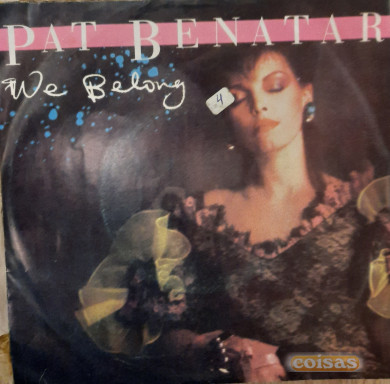 PAT BENATAR
We Belong
4
coisas